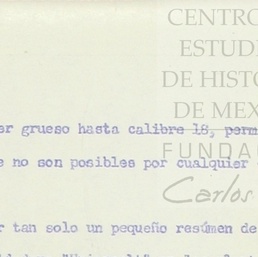 CENTRO
ESTUDI
DE HISTO
DE MEX
FUNDA
Carlos
er grueso hasta calibre 18, perm
e no son posibles por cualquier
r tan solo un pequeño resúmen de